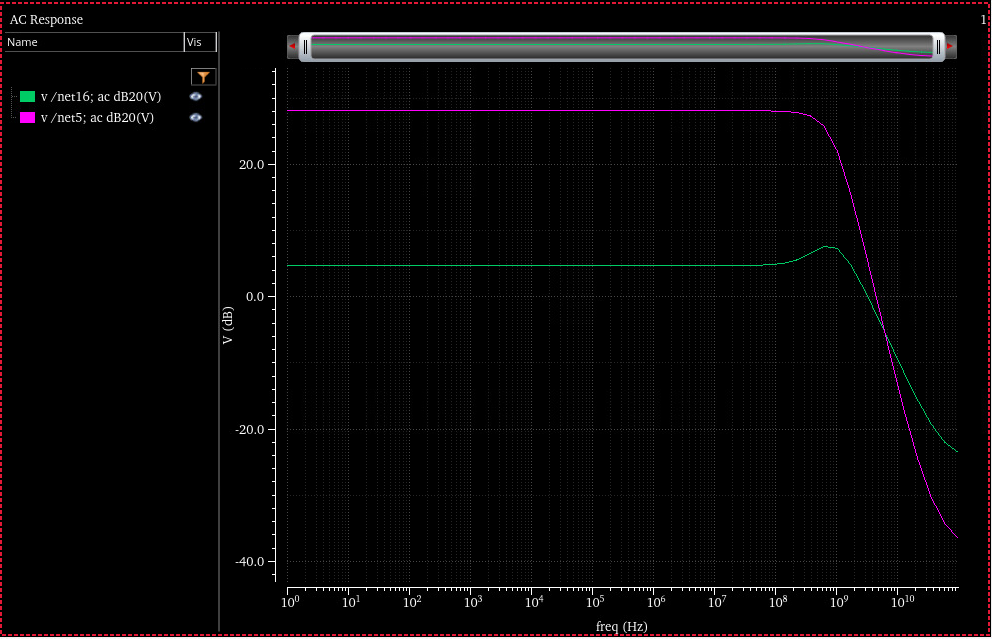 AC Response 1
Name Vis
v /net16; ac dB20(V)
v /net5; ac dB20(V)
20.0
0.0
-20.0
-40.0
V (dB)
10⁰ 10¹ 10² 10³ 10⁴ 10⁵ 10⁶ 10⁷ 10⁸ 10⁹ 10¹⁰
freq (Hz)